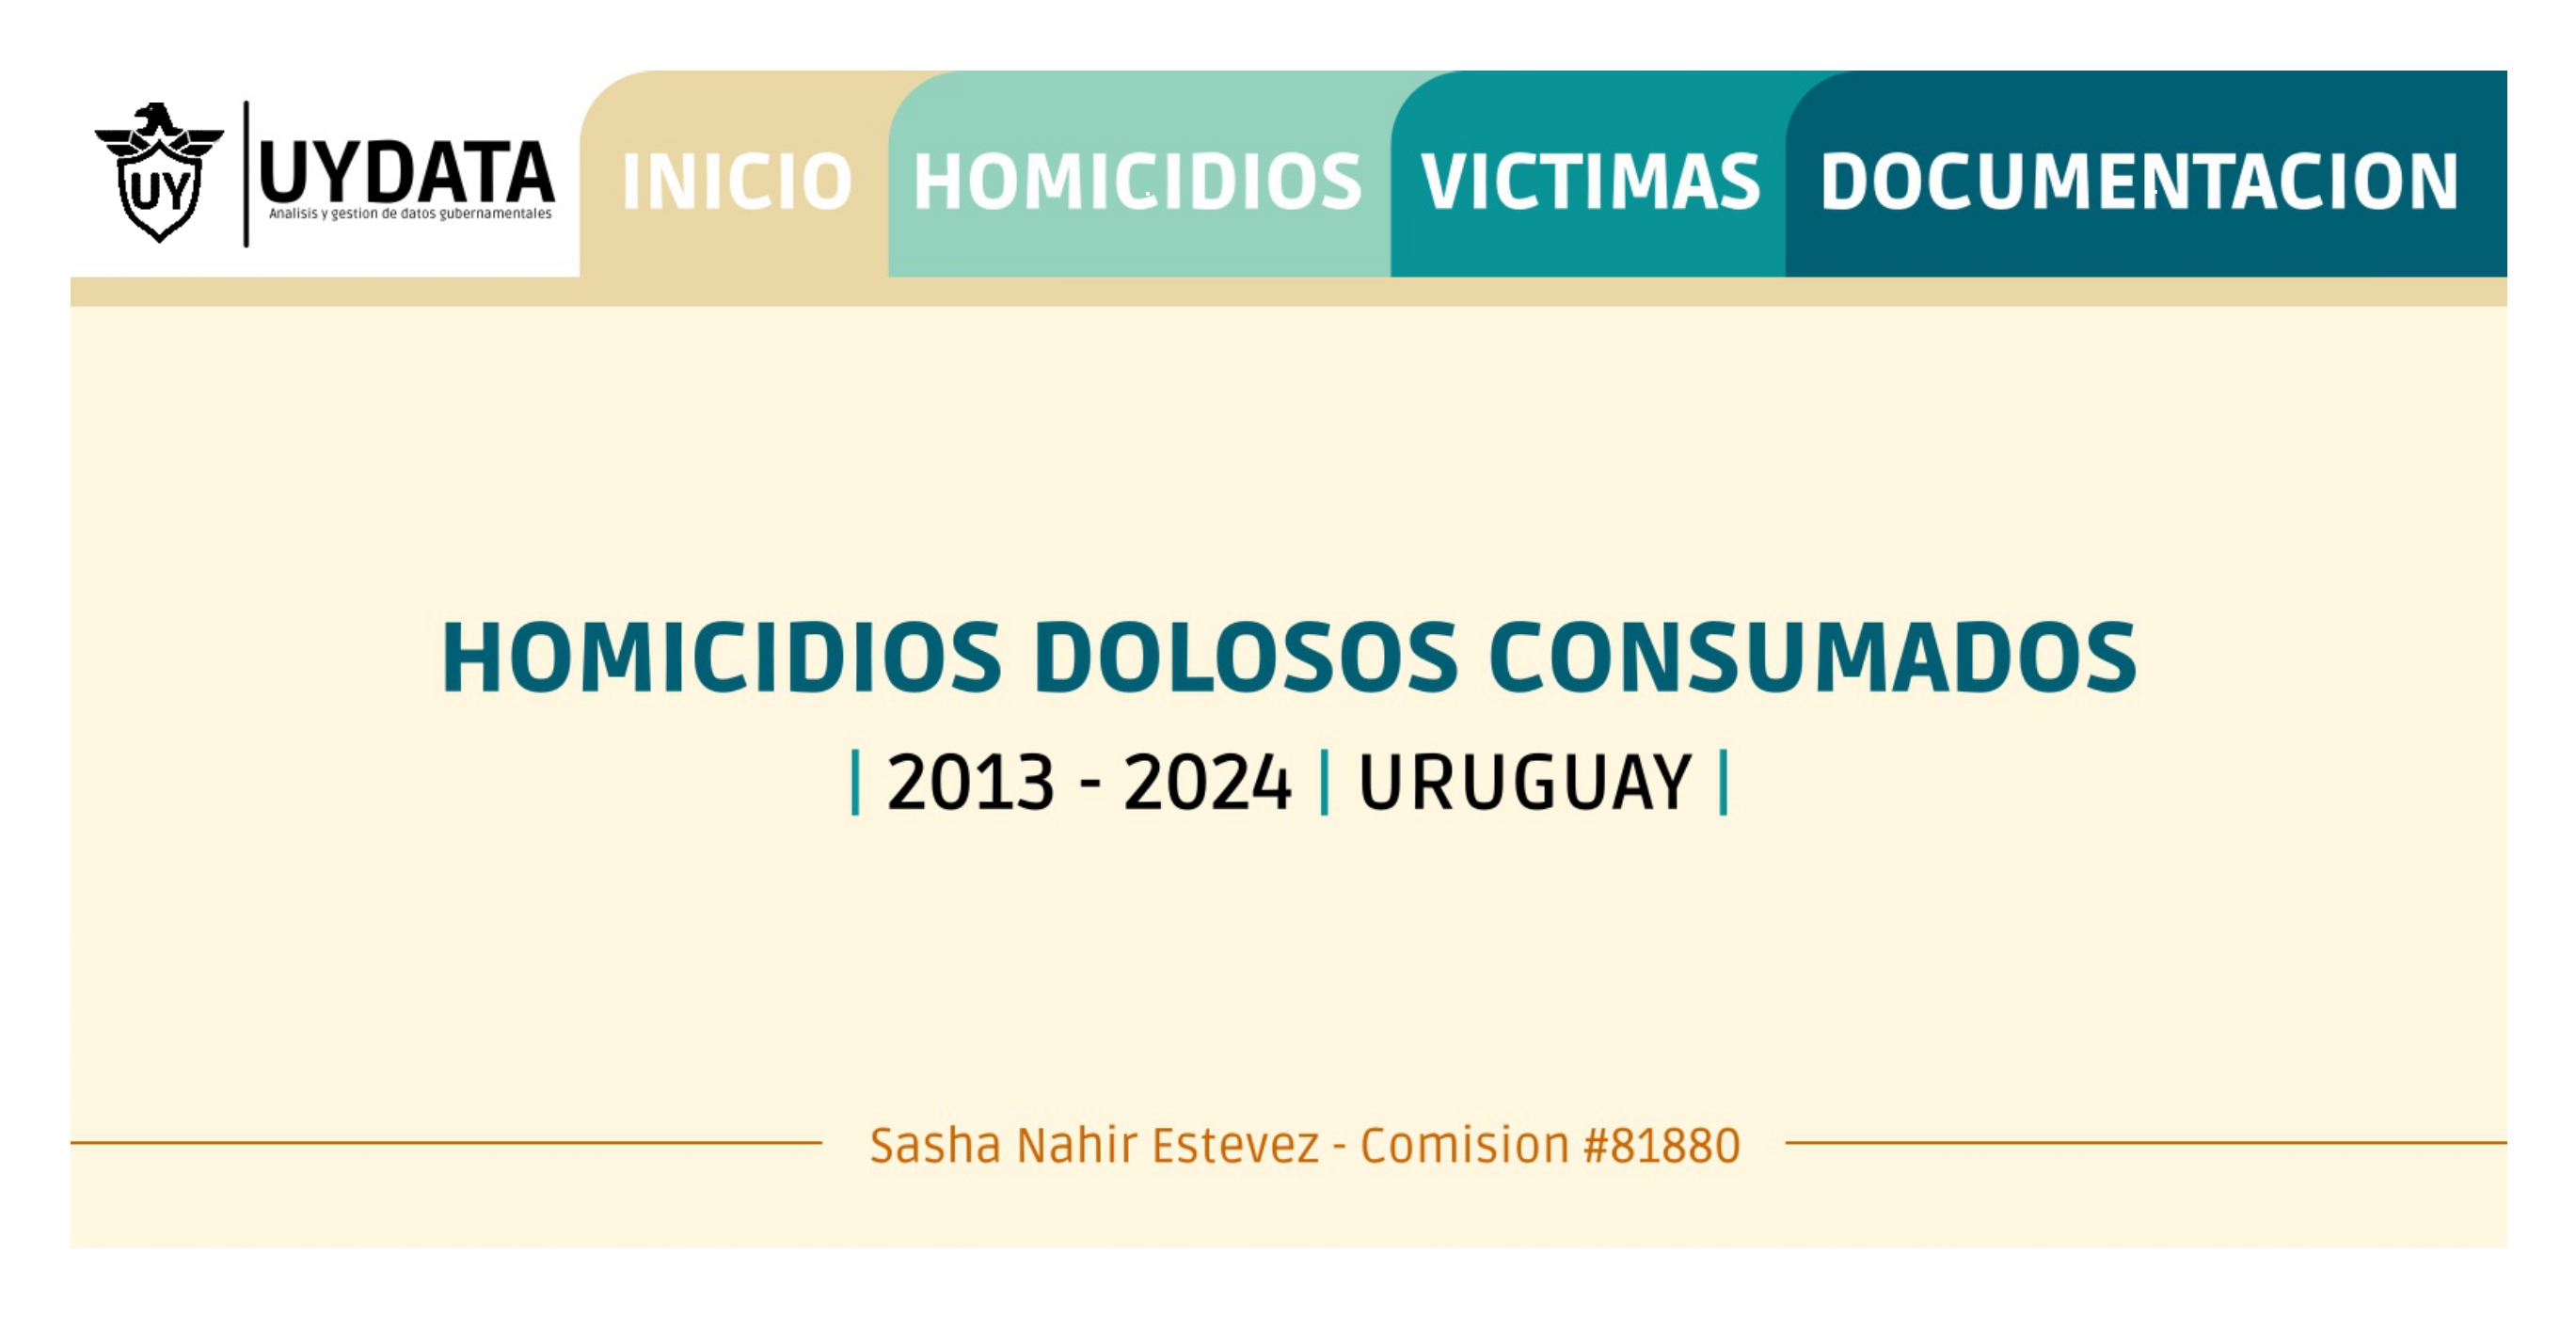 UY
UYDATA
Analisis y gestion de datos gubernamentales
INICIO
HOMICIDIOS
VICTIMAS
DOCUMENTACION
HOMICIDIOS DOLOSOS CONSUMADOS
| 2013 - 2024 | URUGUAY |
Sasha Nahir Estevez - Comision #81880